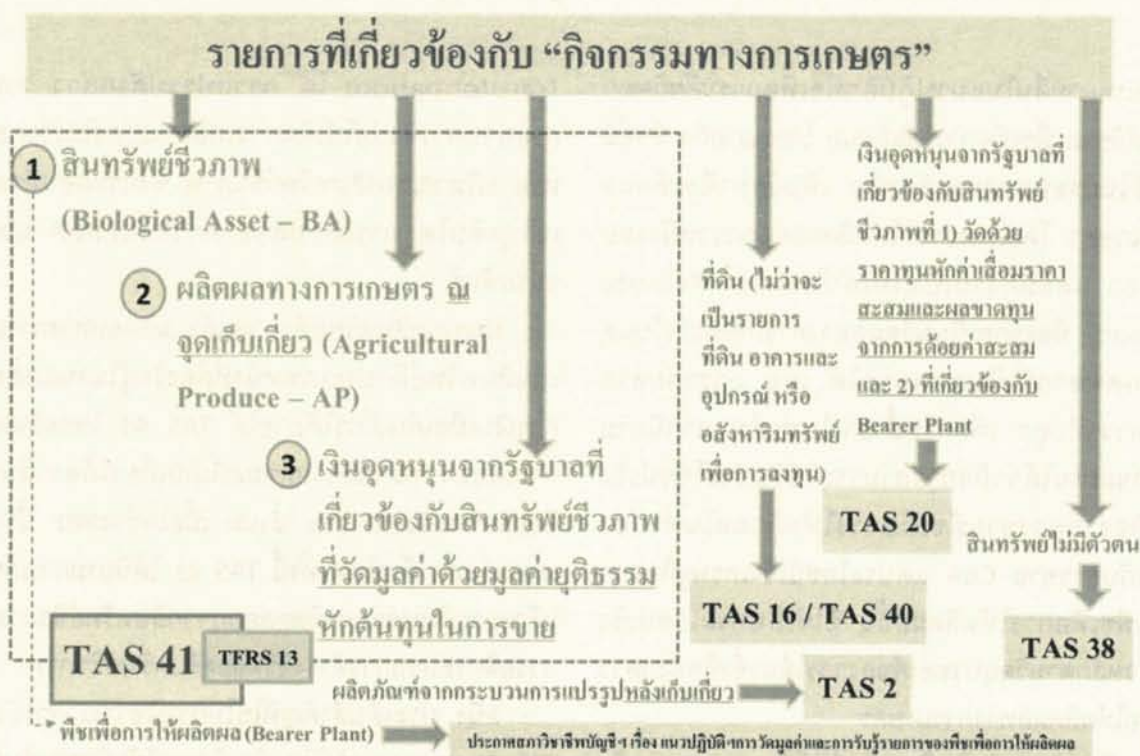 รายการที่เกี่ยวข้องกับ “กิจกรรมทางการเกษตร”
1 สินทรัพย์ชีวภาพ
(Biological Asset – BA)
2 ผลิตผลทางการเกษตร ณ
จุดเก็บเกี่ยว (Agricultural
Produce – AP)
3 เงินอุดหนุนจากรัฐบาลที่
เกี่ยวข้องกับสินทรัพย์ชีวภาพ
ที่วัดมูลค่าด้วยมูลค่ายุติธรรม
หักต้นทุนในการขาย
TAS 41
TFRS 13
ที่ดิน (ไม่ว่าจะ
เป็นรายการ
ที่ดิน อาคารและ
อุปกรณ์ หรือ
อสังหาริมทรัพย์
เพื่อการลงทุน)
TAS 16 / TAS 40
เงินอุดหนุนจากรัฐบาลที่
เกี่ยวข้องกับสินทรัพย์
ชีวภาพที่ 1) วัดด้วย
ราคาทุนหักค่าเสื่อมราคา
สะสมและผลขาดทุน
จากการด้อยค่าสะสม
และ 2) ที่เกี่ยวข้องกับ
Bearer Plant
TAS 20
สินทรัพย์ไม่มีตัวตน
TAS 38
ผลิตภัณฑ์จากกระบวนการแปรรูปหลังเก็บเกี่ยว
TAS 2
พืชเพื่อการให้ผลิตผล (Bearer Plant)
ประกาศสภาวิชาชีพบัญชีฯ เรื่อง แนวปฏิบัติฯการวัดมูลค่าและการรับรู้รายการของพืชเพื่อการให้ผลิตผล